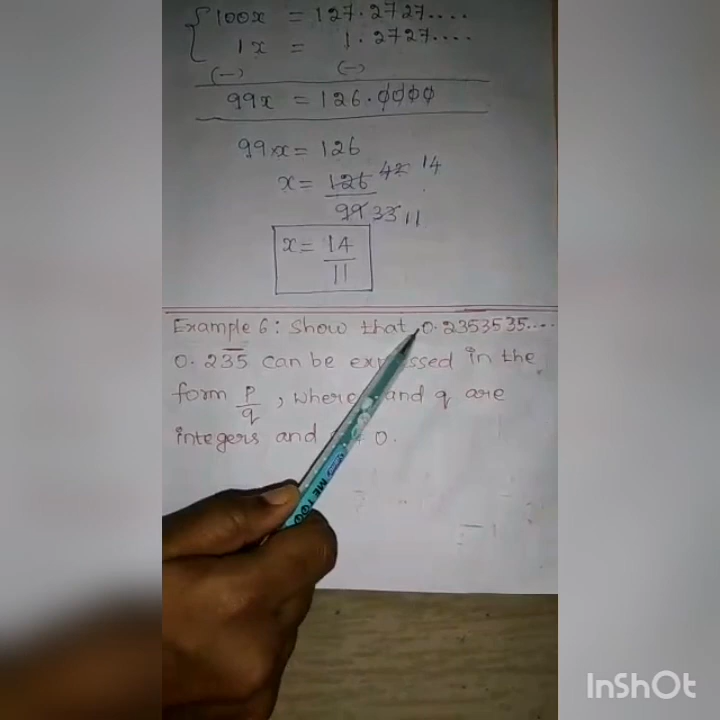 100x = 127.2727....
1x = 1.2727....
(-) (-)
99x = 126.0000
99x = 126
x = 126 42 14
99 33 11
x = 14
11
Example 6: Show that 0.2353535....
0.235 can be in the
form p/q, where and q are
integers and 0.
ME TOO
InShOt